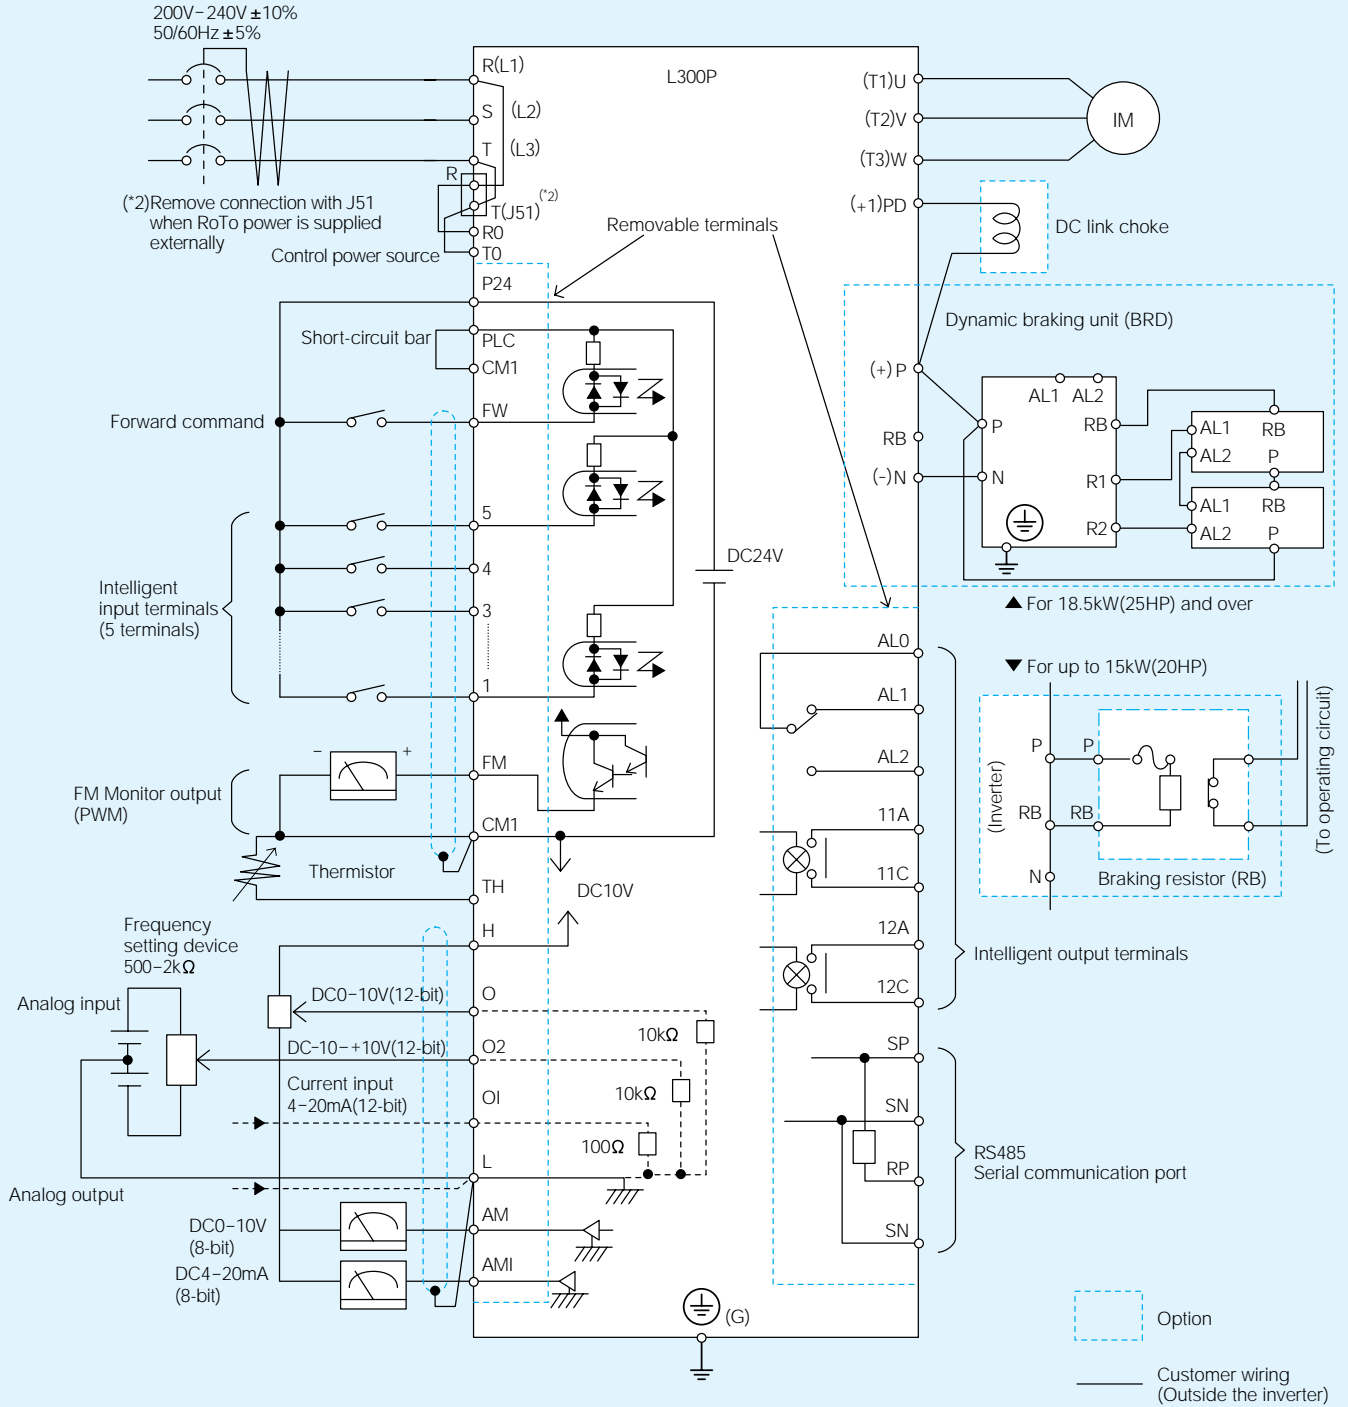 200V–240V ±10%
50/60Hz ±5%
R(L1)
S (L2)
T (L3)
R
T(J51) (*2)
R0
T0
(*2)Remove connection with J51
when RoTo power is supplied
externally
Control power source
L300P
(T1)U
(T2)V
(T3)W
IM
(+1)PD
DC link choke
Removable terminals
P24
Short-circuit bar
PLC
CM1
Forward command
FW
5
4
3
1
Intelligent
input terminals
(5 terminals)
DC24V
Dynamic braking unit (BRD)
(+) P
RB
(-)N
AL1 AL2
P
RB
N
R1
R2
AL1 RB
AL2 P
AL1 RB
AL2 P
▲ For 18.5kW(25HP) and over
▼ For up to 15kW(20HP)
(Inverter)
P
P
RB
RB
N
Braking resistor (RB)
(To operating circuit)
AL0
AL1
AL2
11A
11C
12A
12C
Intelligent output terminals
– +
FM
FM Monitor output
(PWM)
CM1
Thermistor
TH
DC10V
Frequency
setting device
500–2kΩ
H
Analog input
DC0–10V(12-bit)
O
10kΩ
DC–10–+10V(12-bit)
O2
10kΩ
Current input
4–20mA(12-bit)
OI
100Ω
L
Analog output
DC0–10V
(8-bit)
AM
DC4–20mA
(8-bit)
AMI
SP
SN
RP
SN
RS485
Serial communication port
(G)
Option
Customer wiring
(Outside the inverter)